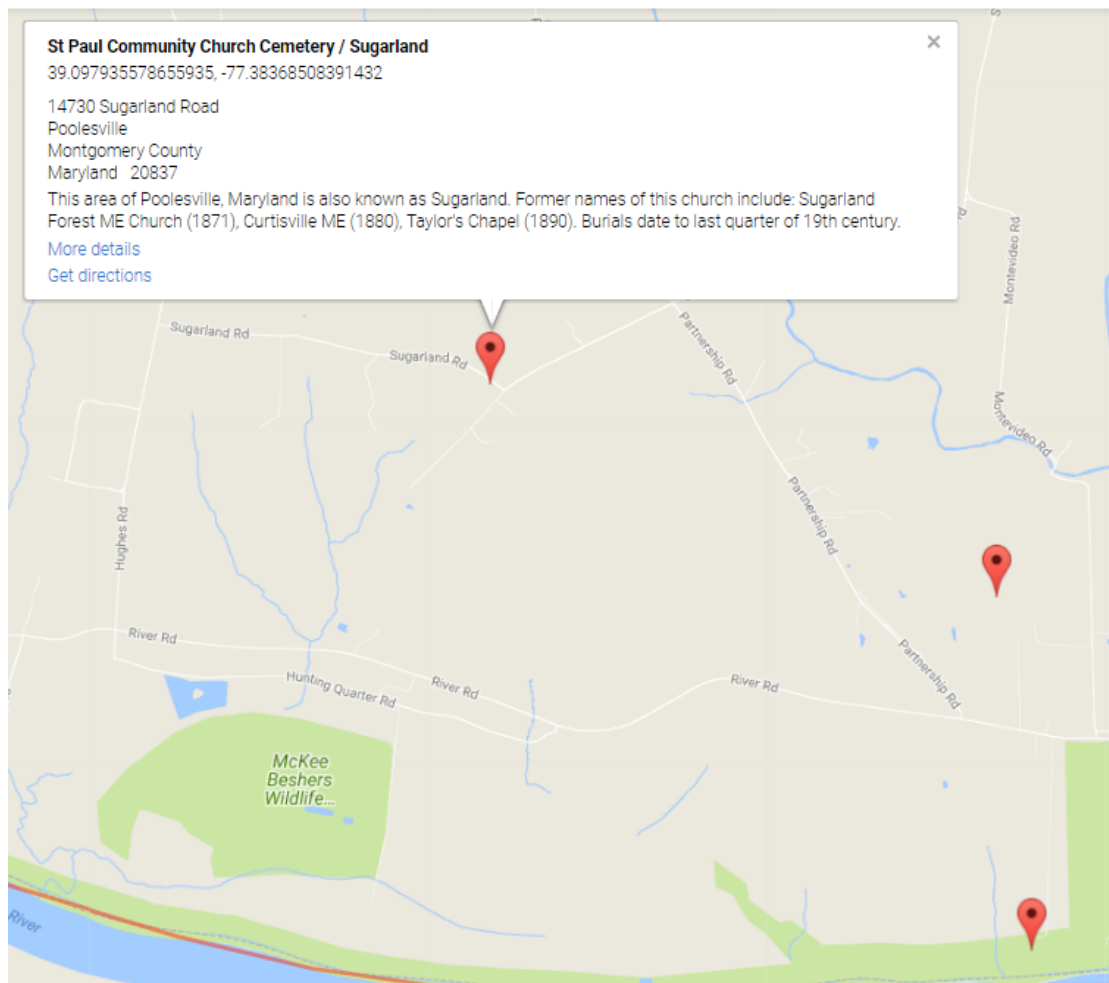 St Paul Community Church Cemetery / Sugarland
39.097935578655935, -77.38368508391432
14730 Sugarland Road
Poolesville
Montgomery County
Maryland 20837
This area of Poolesville, Maryland is also known as Sugarland. Former names of this church include: Sugarland
Forest ME Church (1871), Curtisville ME (1880), Taylor's Chapel (1890). Burials date to last quarter of 19th century.
More details
Get directions
Montevideo Rd
Sugarland Rd
Sugarland Rd
Partnership Rd
Montevideo Rd
Partnership Rd
Hughes Rd
River Rd
Partnership Rd
Hunting Quarter Rd
River Rd
River Rd
McKee
Beshers
Wildlife...
River